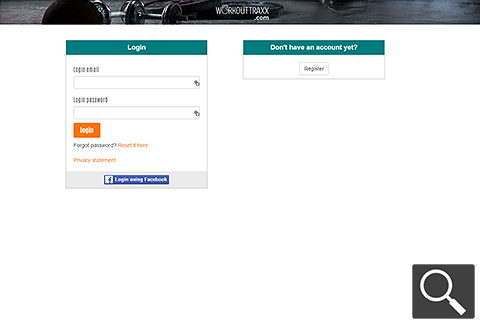 WORKOUTTRAXX
.com
Login
Login email
Login password
login
Forgot password? Reset it here
Privacy statement
Login using Facebook
Don't have an account yet?
Register